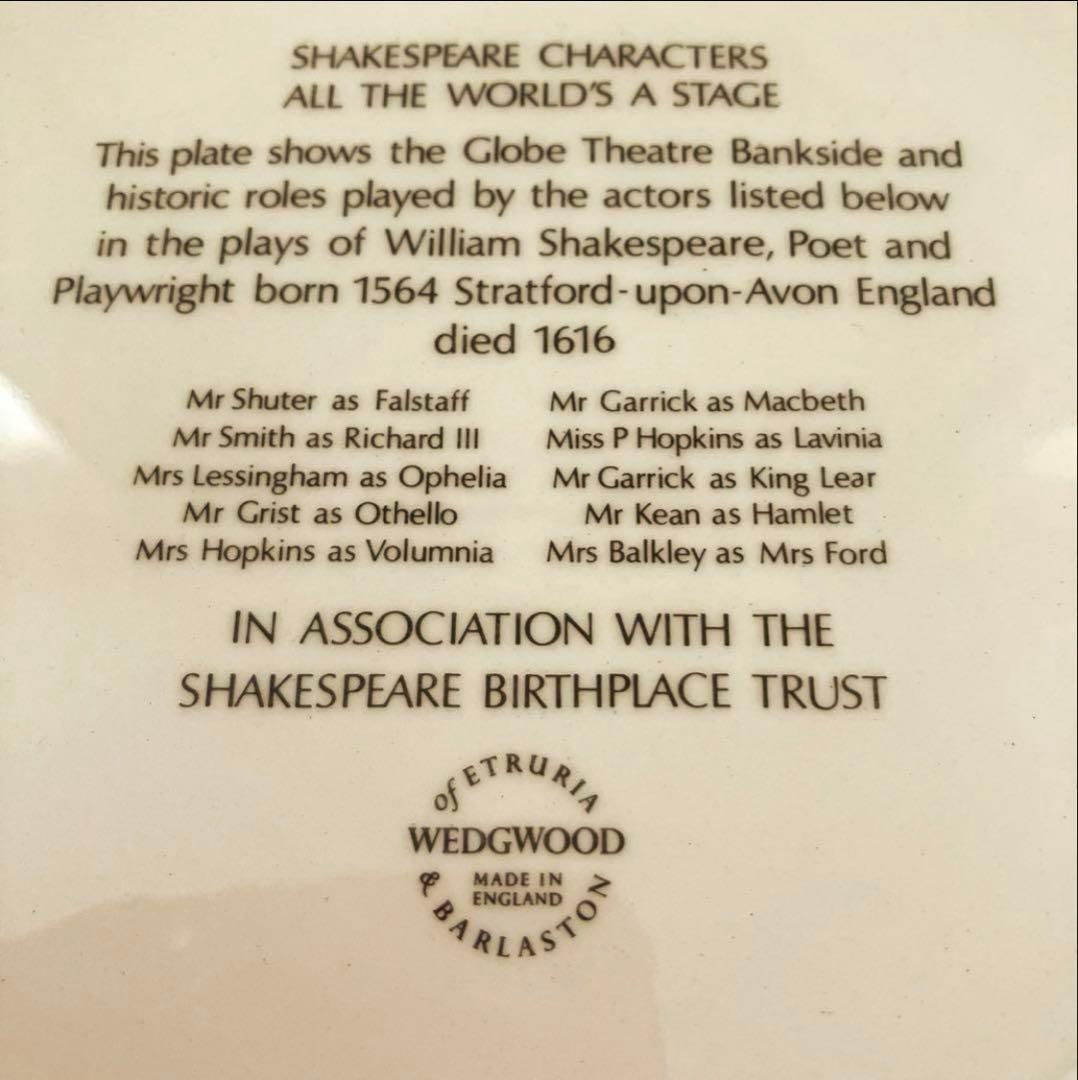 SHAKESPEARE CHARACTERS
ALL THE WORLD'S A STAGE
This plate shows the Globe Theatre Bankside and
historic roles played by the actors listed below
in the plays of William Shakespeare, Poet and
Playwright born 1564 Stratford-upon-Avon England
died 1616
Mr Shuter as Falstaff
Mr Smith as Richard III
Mrs Lessingham as Ophelia
Mr Grist as Othello
Mrs Hopkins as Volumnia
Mr Garrick as Macbeth
Miss P Hopkins as Lavinia
Mr Garrick as King Lear
Mr Kean as Hamlet
Mrs Balkley as Mrs Ford
IN ASSOCIATION WITH THE
SHAKESPEARE BIRTHPLACE TRUST
of ETRURIA
WEDGWOOD
MADE IN
ENGLAND
& BARLASTON